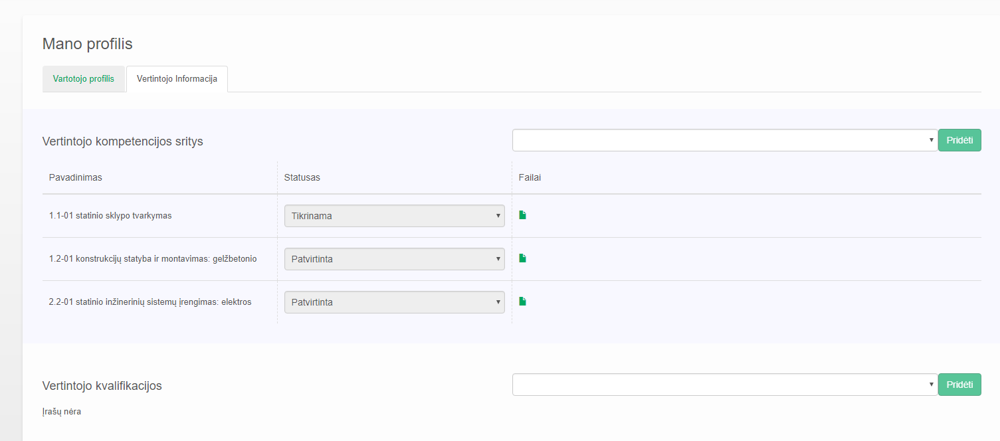 Mano profilis
Vartotojo profilis Vertintojo Informacija
Vertintojo kompetencijos sritys Pridėti
Pavadinimas Statusas Failai
1.1-01 statinio sklypo tvarkymas Tikrinama
1.2-01 konstrukcijų statyba ir montavimas: gelžbetonio Patvirtinta
2.2-01 statinio inžinerinių sistemų įrengimas: elektros Patvirtinta
Vertintojo kvalifikacijos Pridėti
Įrašų nėra